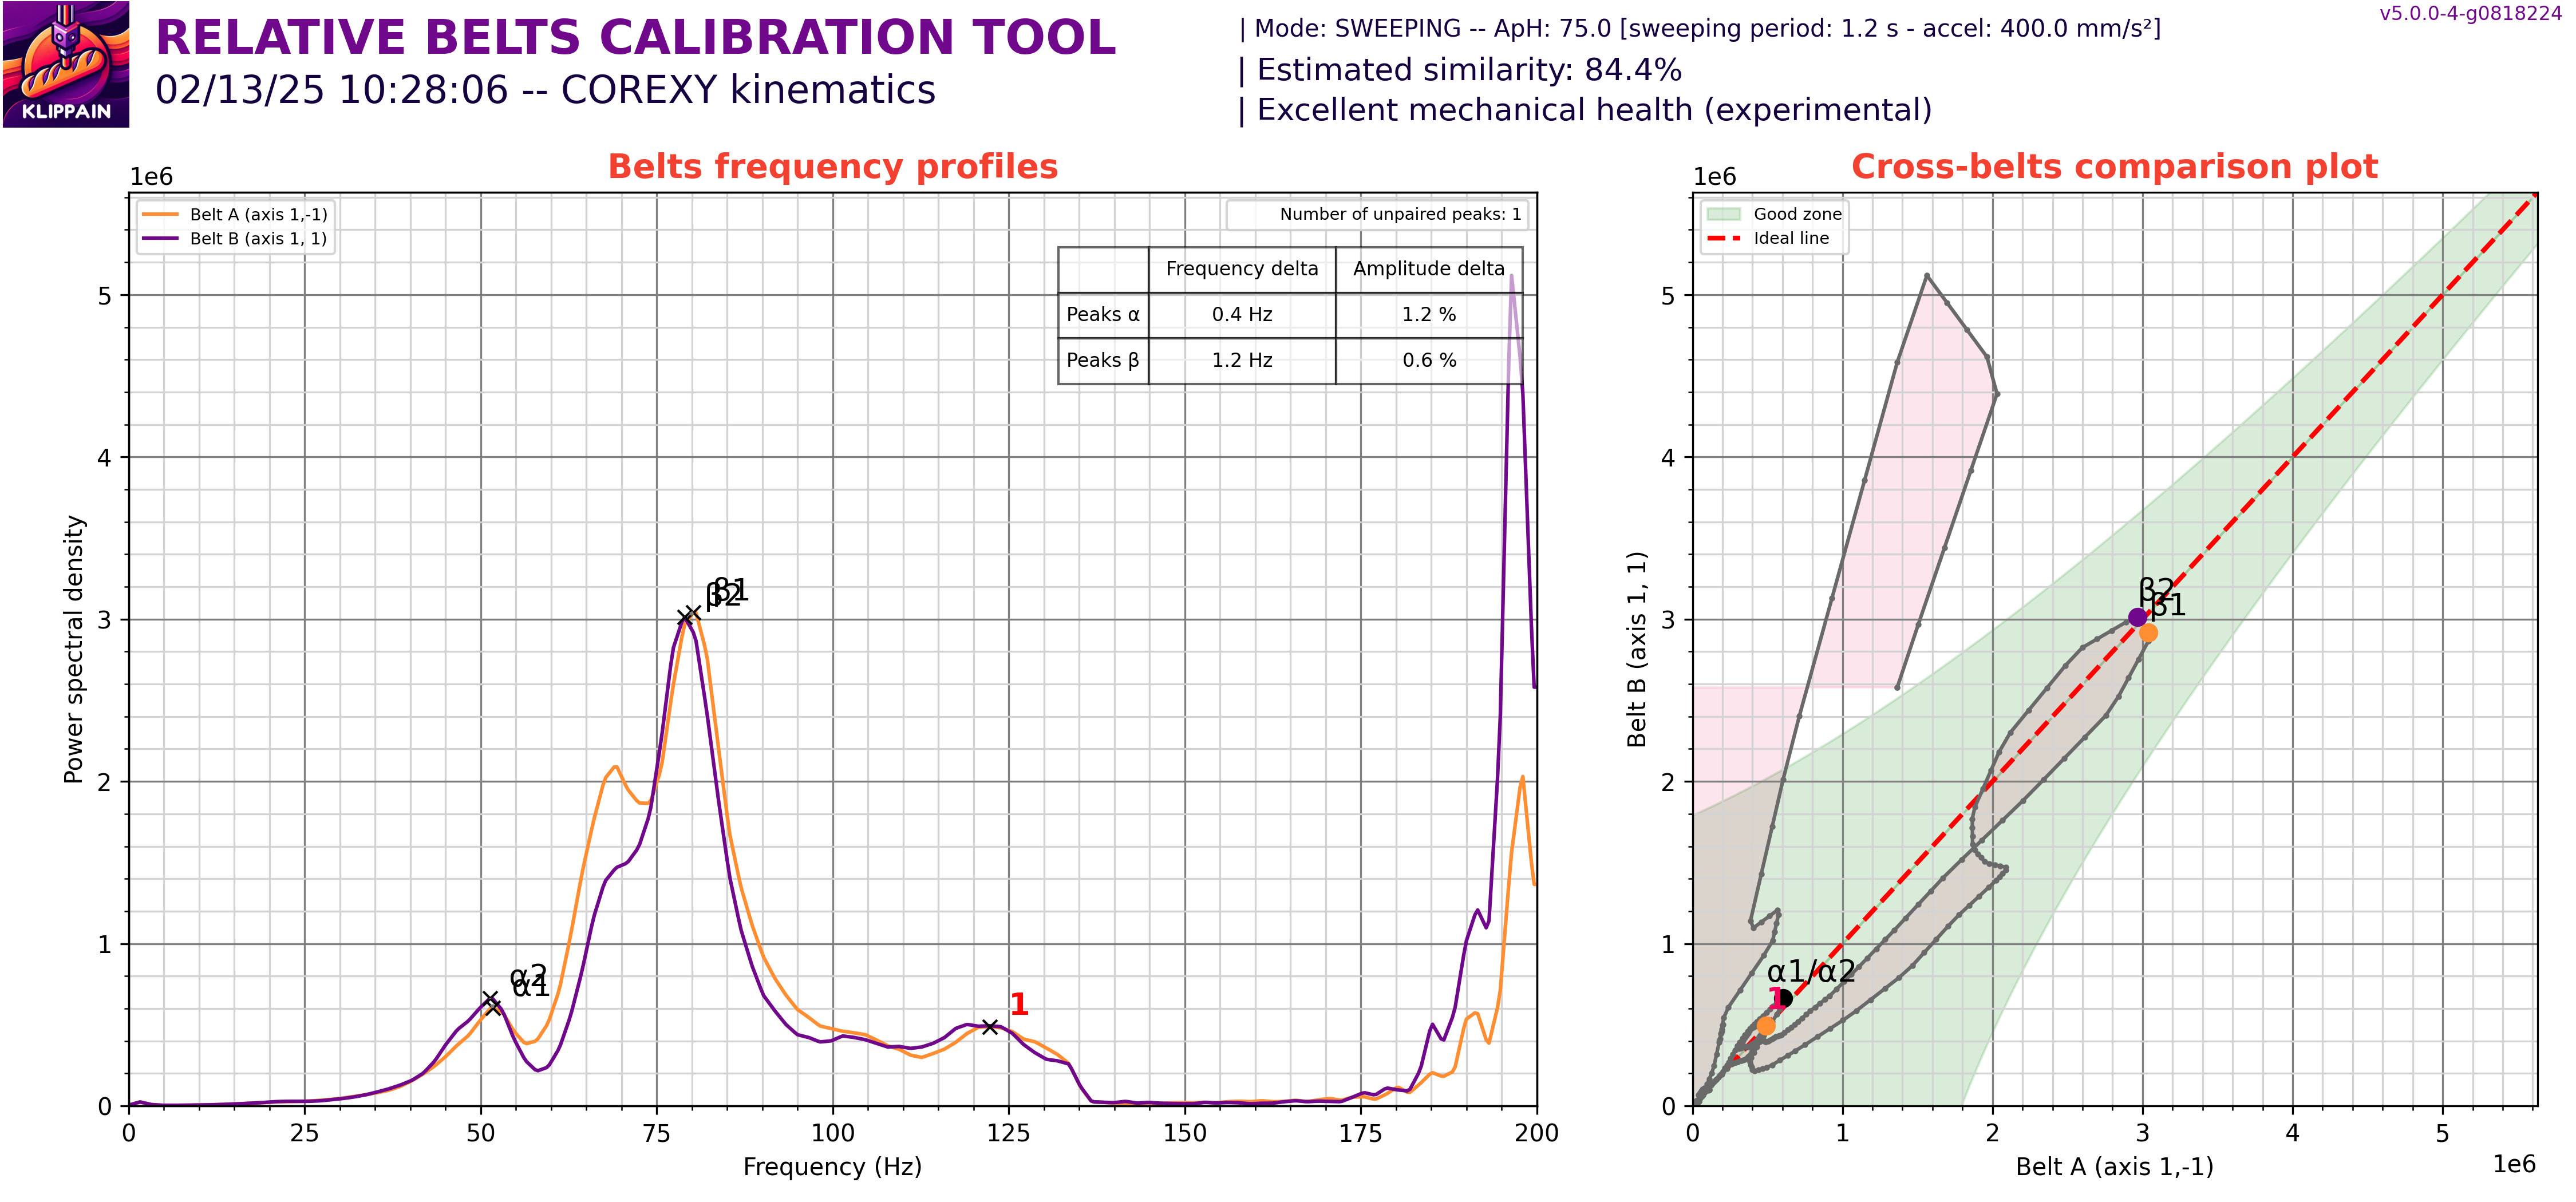 KLIPPAIN
RELATIVE BELTS CALIBRATION TOOL
02/13/25 10:28:06 -- COREXY kinematics
| Mode: SWEEPING -- ApH: 75.0 [sweeping period: 1.2 s - accel: 400.0 mm/s²]
| Estimated similarity: 84.4%
| Excellent mechanical health (experimental)
v5.0.0-4-g0818224
Belts frequency profiles
1e6
Belt A (axis 1,-1)
Belt B (axis 1, 1)
Number of unpaired peaks: 1
Frequency delta Amplitude delta
Peaks α 0.4 Hz 1.2 %
Peaks β 1.2 Hz 0.6 %
5
4
3
2
1
0
Power spectral density
β1
β2
α2
α1
1
0 25 50 75 100 125 150 175 200
Frequency (Hz)
Cross-belts comparison plot
1e6
Good zone
Ideal line
5
4
3
2
1
0
Belt B (axis 1, 1)
β2
β1
α1/α2
1
0 1 2 3 4 5
Belt A (axis 1,-1)
1e6